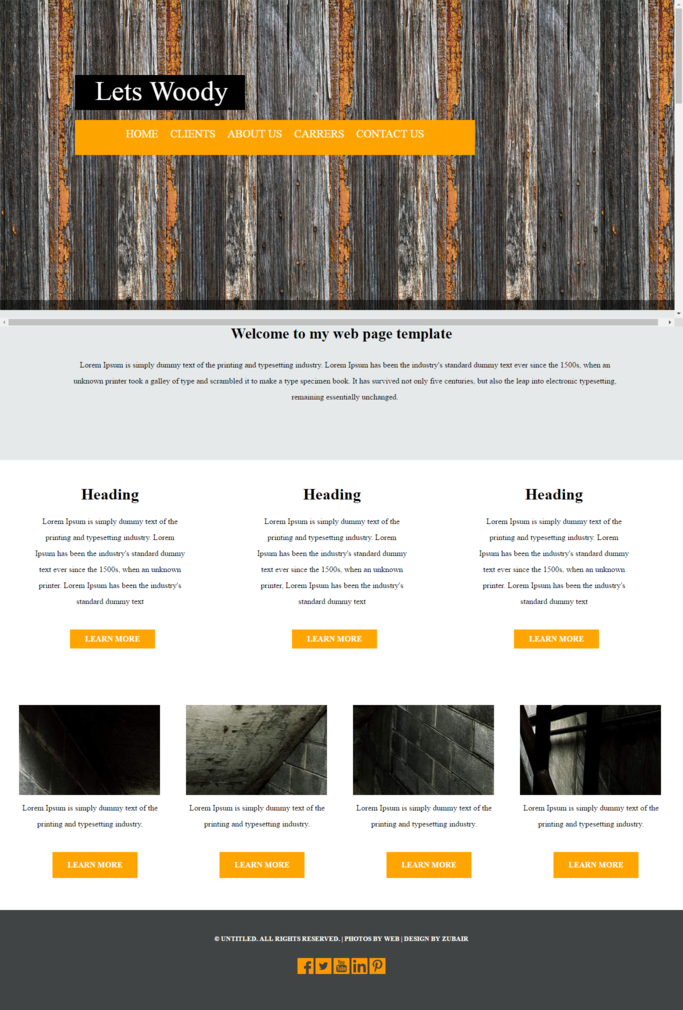 Lets Woody
HOME CLIENTS ABOUT US CARRERS CONTACT US
Welcome to my web page template
Lorem Ipsum is simply dummy text of the printing and typesetting industry. Lorem Ipsum has been the industry's standard dummy text ever since the 1500s, when an
unknown printer took a galley of type and scrambled it to make a type specimen book. It has survived not only five centuries, but also the leap into electronic typesetting,
remaining essentially unchanged.
Heading
Lorem Ipsum is simply dummy text of the
printing and typesetting industry. Lorem
Ipsum has been the industry's standard dummy
text ever since the 1500s, when an unknown
printer. Lorem Ipsum has been the industry's
standard dummy text
LEARN MORE
Heading
Lorem Ipsum is simply dummy text of the
printing and typesetting industry. Lorem
Ipsum has been the industry's standard dummy
text ever since the 1500s, when an unknown
printer. Lorem Ipsum has been the industry's
standard dummy text
LEARN MORE
Heading
Lorem Ipsum is simply dummy text of the
printing and typesetting industry. Lorem
Ipsum has been the industry's standard dummy
text ever since the 1500s, when an unknown
printer. Lorem Ipsum has been the industry's
standard dummy text
LEARN MORE
Lorem Ipsum is simply dummy text of the
printing and typesetting industry.
LEARN MORE
Lorem Ipsum is simply dummy text of the
printing and typesetting industry.
LEARN MORE
Lorem Ipsum is simply dummy text of the
printing and typesetting industry.
LEARN MORE
Lorem Ipsum is simply dummy text of the
printing and typesetting industry.
LEARN MORE
© UNTITLED. ALL RIGHTS RESERVED. | PHOTOS BY WEB | DESIGN BY ZUBAIR